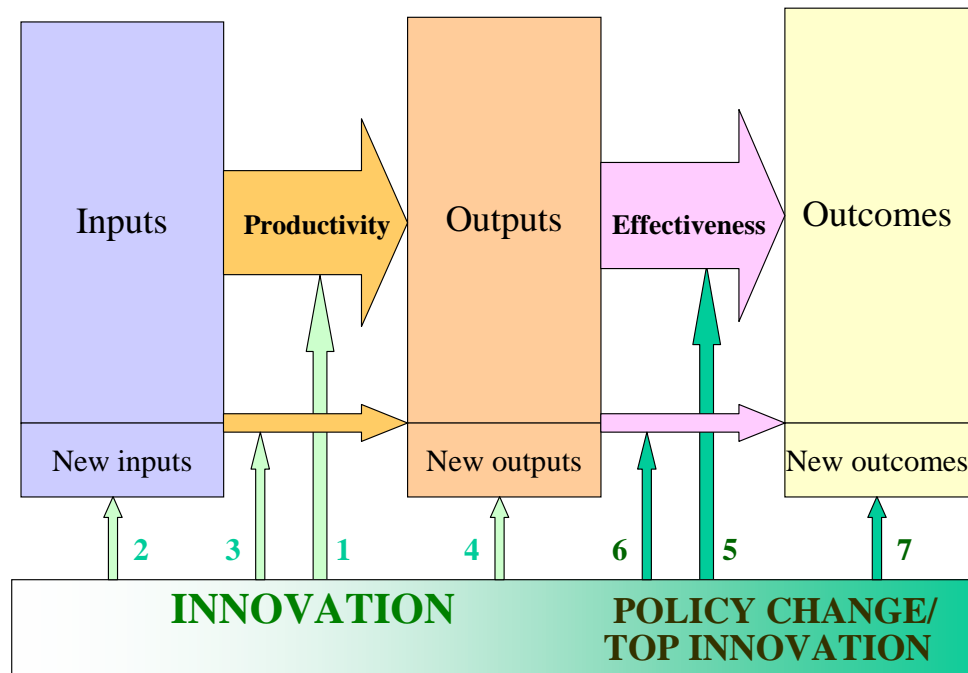 Inputs
Productivity
Outputs
Effectiveness
Outcomes
New inputs
New outputs
New outcomes
2
3
1
4
6
5
7
INNOVATION
POLICY CHANGE/
TOP INNOVATION